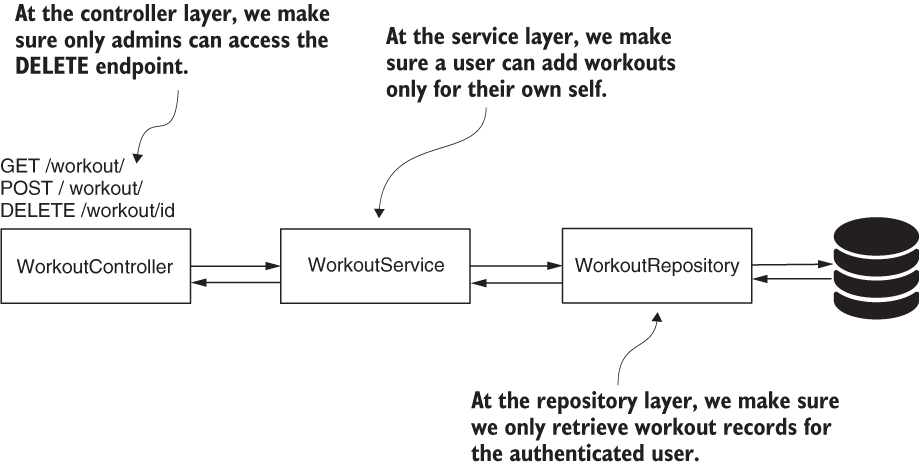 At the controller layer, we make
sure only admins can access the
DELETE endpoint.
At the service layer, we make
sure a user can add workouts
only for their own self.
GET /workout/
POST / workout/
DELETE /workout/id
WorkoutController
WorkoutService
WorkoutRepository
At the repository layer, we make sure
we only retrieve workout records for
the authenticated user.